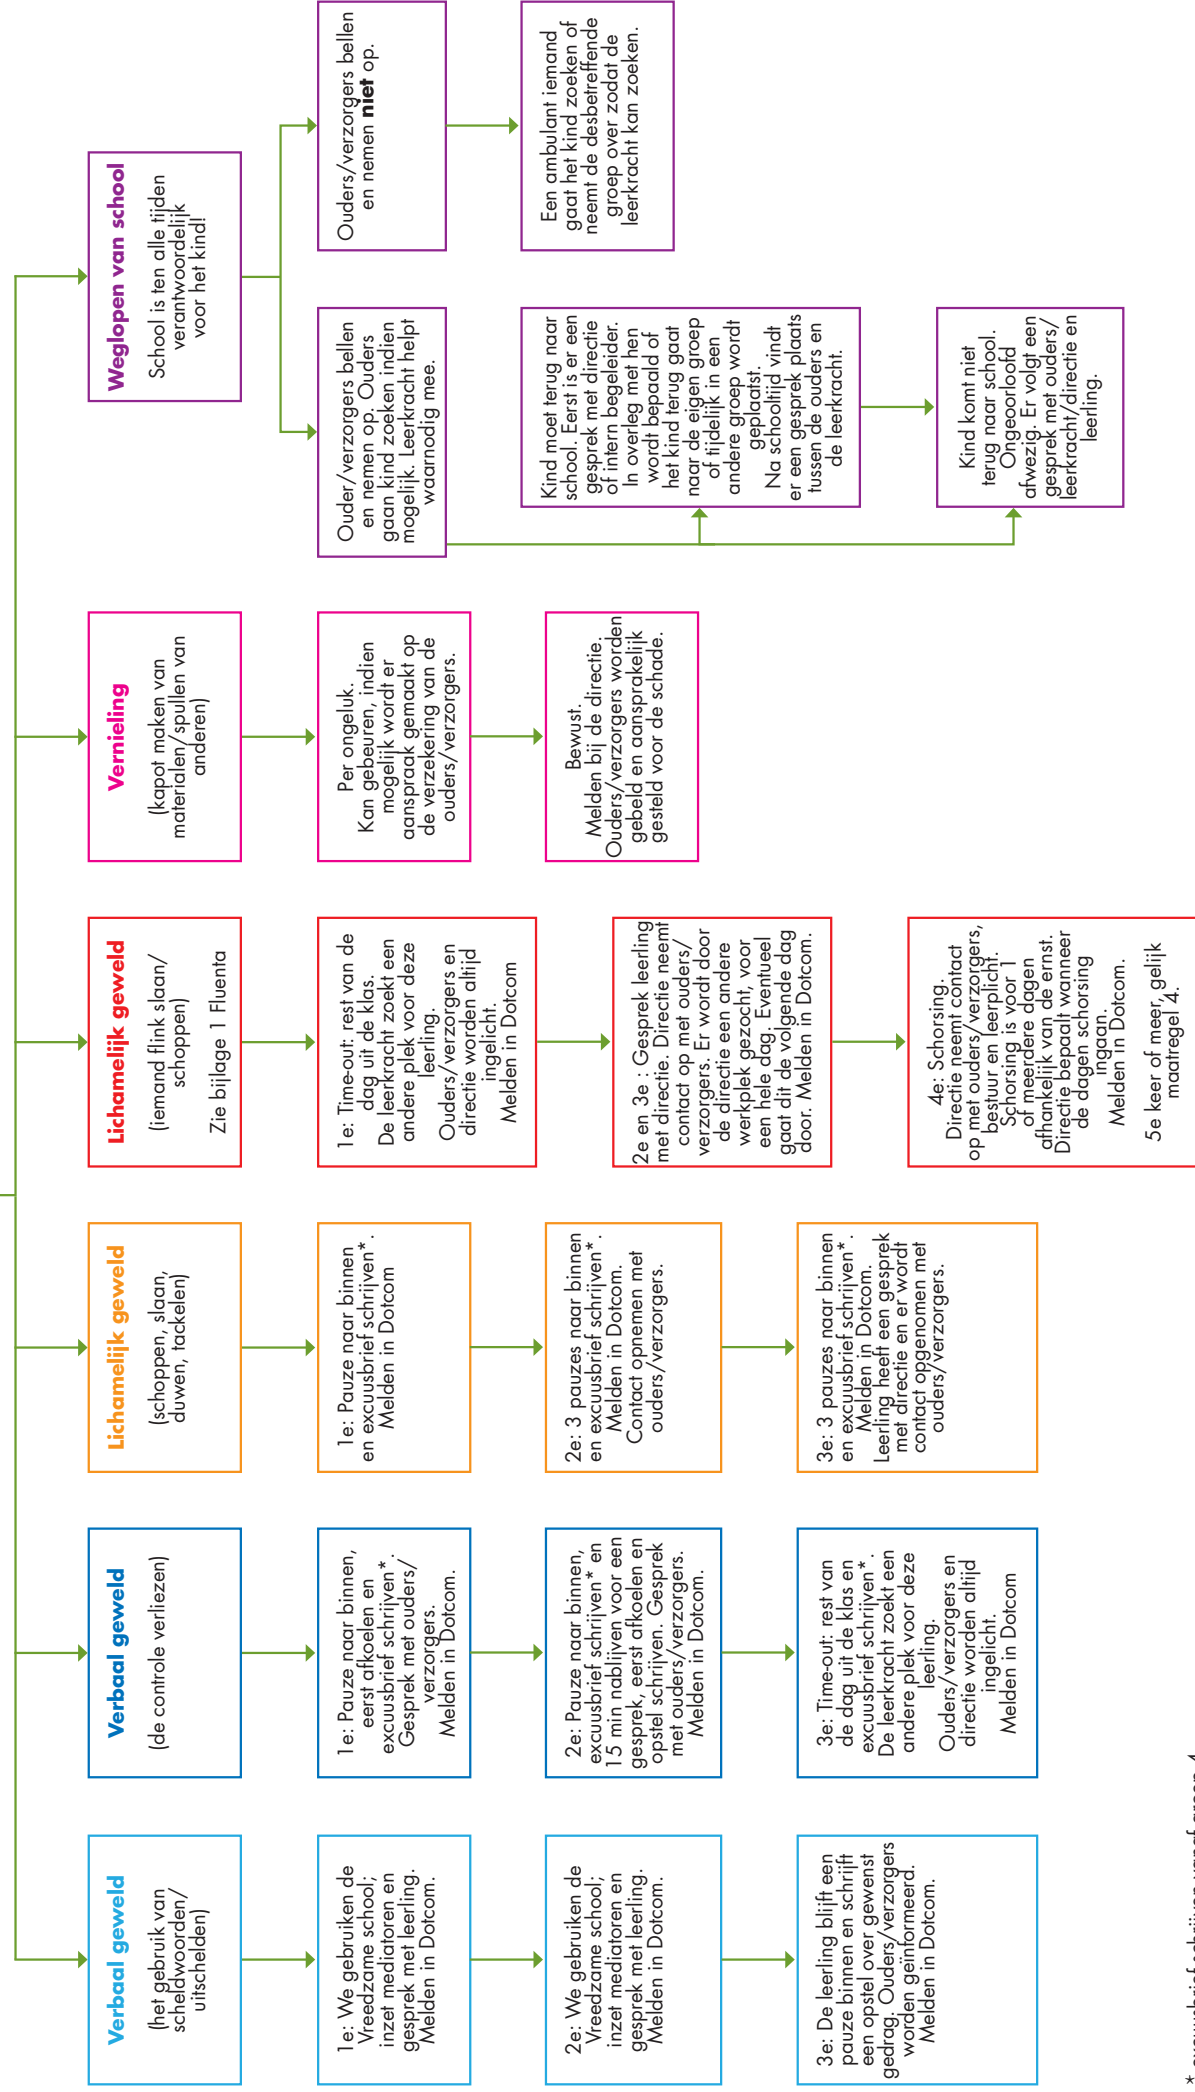 Verbaal geweld
(het gebruik van
scheldwoorden/
uitschelden)
1e: We gebruiken de
Vreedzame school;
inzet mediatoren en
gesprek met leerling.
Melden in Dotcom.
2e: We gebruiken de
Vreedzame school;
inzet mediatoren en
gesprek met leerling.
Melden in Dotcom.
3e: De leerling blijft een
pauze binnen en schrijft
een opstel over gewenst
gedrag. Ouders/verzorgers
worden geïnformeerd.
Melden in Dotcom.
Verbaal geweld
(de controle verliezen)
1e: Pauze naar binnen,
eerst afkoelen en
excuusbrief schrijven*.
Gesprek met ouders/
verzorgers.
Melden in Dotcom.
2e: Pauze naar binnen,
excuusbrief schrijven* en
15 min nablijven voor een
gesprek, eerst afkoelen en
opstel schrijven. Gesprek
met ouders/verzorgers.
Melden in Dotcom.
3e: Time-out: rest van
de dag uit de klas en
excuusbrief schrijven*.
De leerkracht zoekt een
andere plek voor deze
leerling.
Ouders/verzorgers en
directie worden altijd
ingelicht.
Melden in Dotcom
Lichamelijk geweld
(schoppen, slaan,
duwen, tackelen)
1e: Pauze naar binnen
en excuusbrief schrijven*.
Melden in Dotcom
2e: 3 pauzes naar binnen
en excuusbrief schrijven*.
Melden in Dotcom.
Contact opnemen met
ouders/verzorgers.
3e: 3 pauzes naar binnen
en excuusbrief schrijven*.
Melden in Dotcom.
Leerling heeft een gesprek
met directie en er wordt
contact opgenomen met
ouders/verzorgers.
Lichamelijk geweld
(iemand flink slaan/
schoppen)
Zie bijlage 1 Fluenta
1e: Time-out: rest van de
dag uit de klas.
De leerkracht zoekt een
andere plek voor deze
leerling.
Ouders/verzorgers en
directie worden altijd
ingelicht.
Melden in Dotcom
2e en 3e : Gesprek leerling
met directie. Directie neemt
contact op met ouders/
verzorgers. Er wordt door
de directie een andere
werkplek gezocht, voor
een hele dag. Eventueel
gaat dit de volgende dag
door. Melden in Dotcom.
4e: Schorsing.
Directie neemt contact
op met ouders/verzorgers,
bestuur en leerplicht.
Schorsing is voor 1
of meerdere dagen
afhankelijk van de ernst.
Directie bepaalt wanneer
de dagen schorsing
ingaan.
Melden in Dotcom.
5e keer of meer, gelijk
maatregel 4.
Vernieling
(kapot maken van
materialen/spullen van
anderen)
Per ongeluk.
Kan gebeuren, indien
mogelijk wordt er
aanspraak gemaakt op
de verzekering van de
ouders/verzorgers.
Bewust.
Melden bij de directie.
Ouders/verzorgers worden
gebeld en aansprakelijk
gesteld voor de schade.
Weglopen van school
School is ten alle tijden
verantwoordelijk
voor het kind!
Ouder/verzorgers bellen
en nemen op. Ouders
gaan kind zoeken indien
mogelijk. Leerkracht helpt
waarnodig mee.
Kind moet terug naar
school. Eerst is er een
gesprek met directie
of intern begeleider.
In overleg met hen
wordt bepaald of
het kind terug gaat
naar de eigen groep
of tijdelijk in een
andere groep wordt
geplaatst.
Na schooltijd vindt
er een gesprek plaats
tussen de ouders en
de leerkracht.
Kind komt niet
terug naar school.
Ongeoorloofd
afwezig. Er volgt een
gesprek met ouders/
leerkracht/directie en
leerling.
Ouders/verzorgers bellen
en nemen niet op.
Een ambulant iemand
gaat het kind zoeken of
neemt de desbetreffende
groep over zodat de
leerkracht kan zoeken.
* excuusbrief schrijven vanaf groep 4